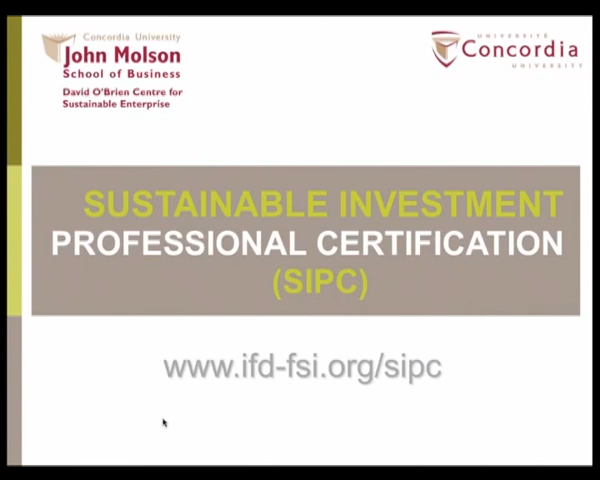 Concordia University
John Molson
School of Business
David O'Brien Centre for
Sustainable Enterprise
UNIVERSITÉ
Concordia
UNIVERSITY
SUSTAINABLE INVESTMENT
PROFESSIONAL CERTIFICATION
(SIPC)
www.ifd-fsi.org/sipc